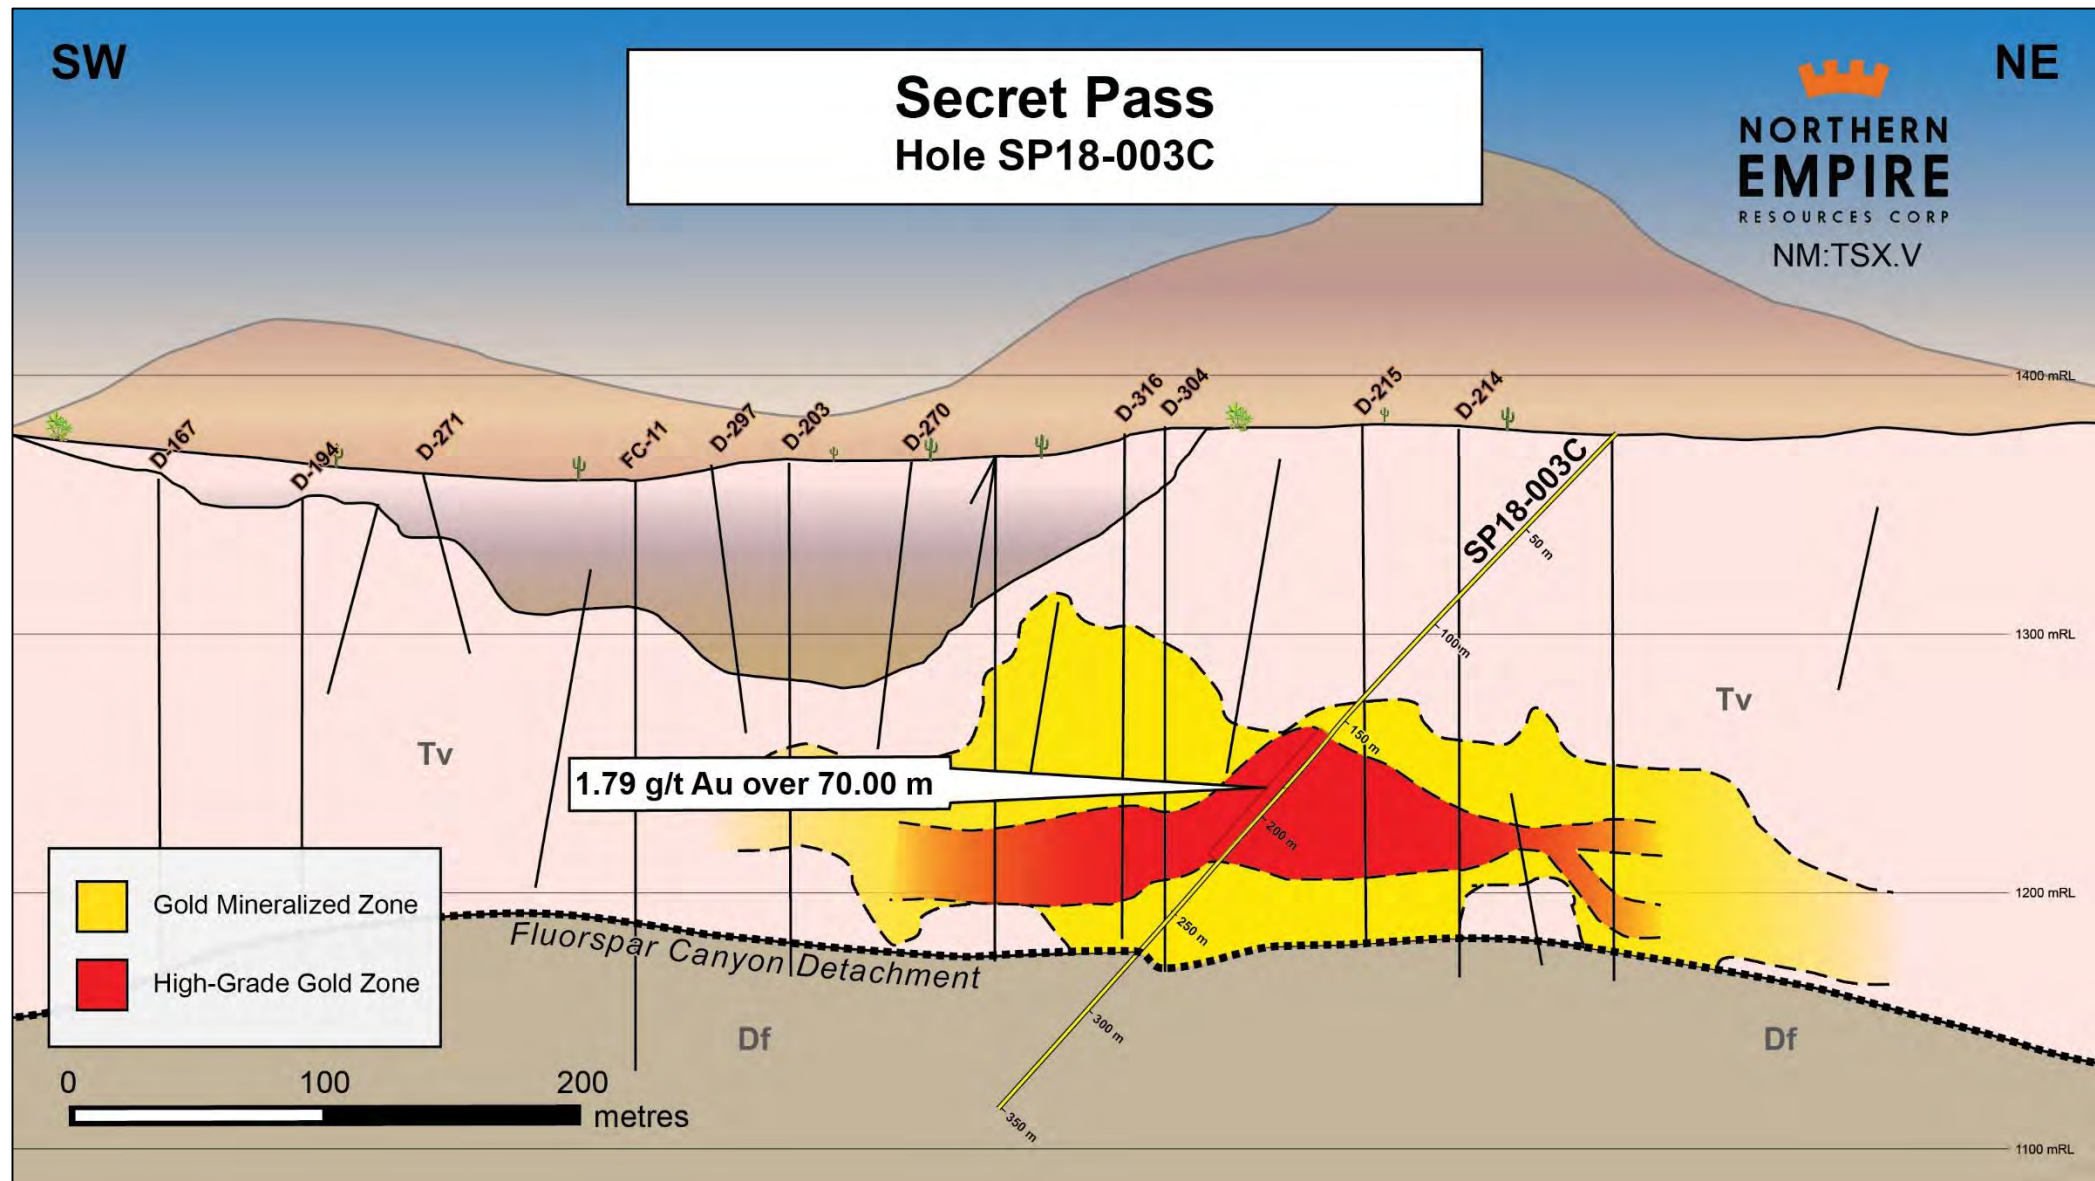 SW
NE
Secret Pass
Hole SP18-003C
NORTHERN
EMPIRE
RESOURCES CORP
NM:TSX.V
1400 mRL
D-167
D-194
D-271
FC-11
D-297
D-203
D-270
D-316
D-304
D-215
D-214
SP18-003C
50 m
100 m
1300 mRL
150 m
Tv
Tv
1.79 g/t Au over 70.00 m
200 m
1200 mRL
250 m
Gold Mineralized Zone
High-Grade Gold Zone
Fluorspar Canyon Detachment
300 m
Df
Df
350 m
0 100 200
metres
1100 mRL